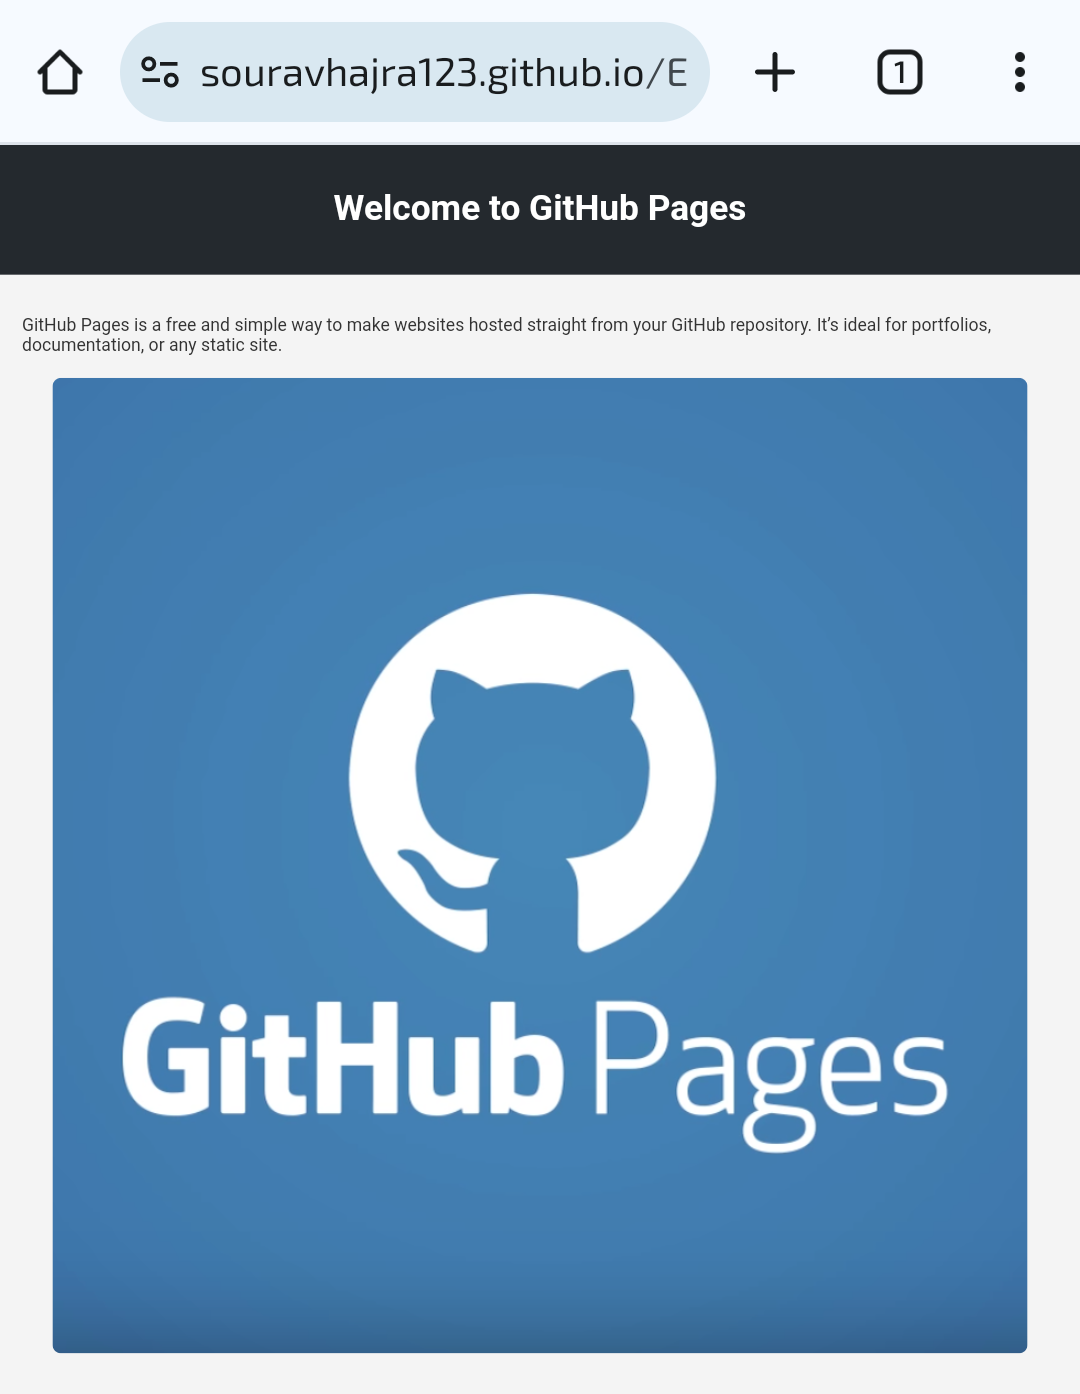 souravhajra123.github.io/E
1
Welcome to GitHub Pages
GitHub Pages is a free and simple way to make websites hosted straight from your GitHub repository. It’s ideal for portfolios,
documentation, or any static site.
GitHub Pages